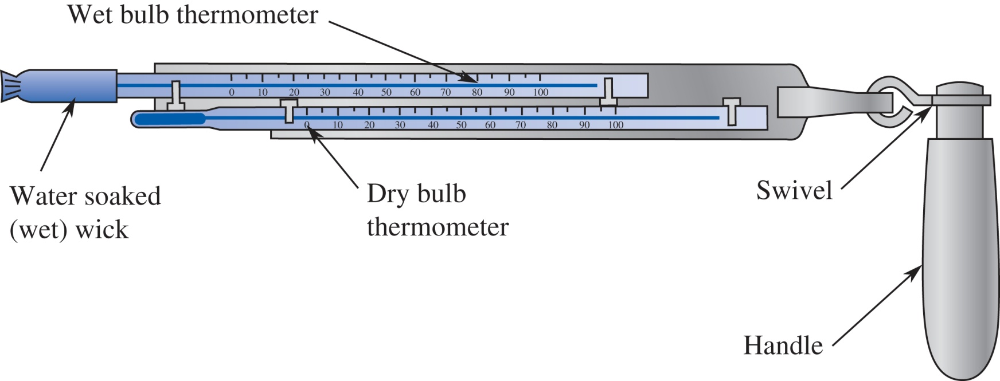 Wet bulb thermometer
0 10 20 30 40 50 60 70 80 90 100
0 10 20 30 40 50 60 70 80 90 100
Water soaked
(wet) wick
Dry bulb
thermometer
Swivel
Handle